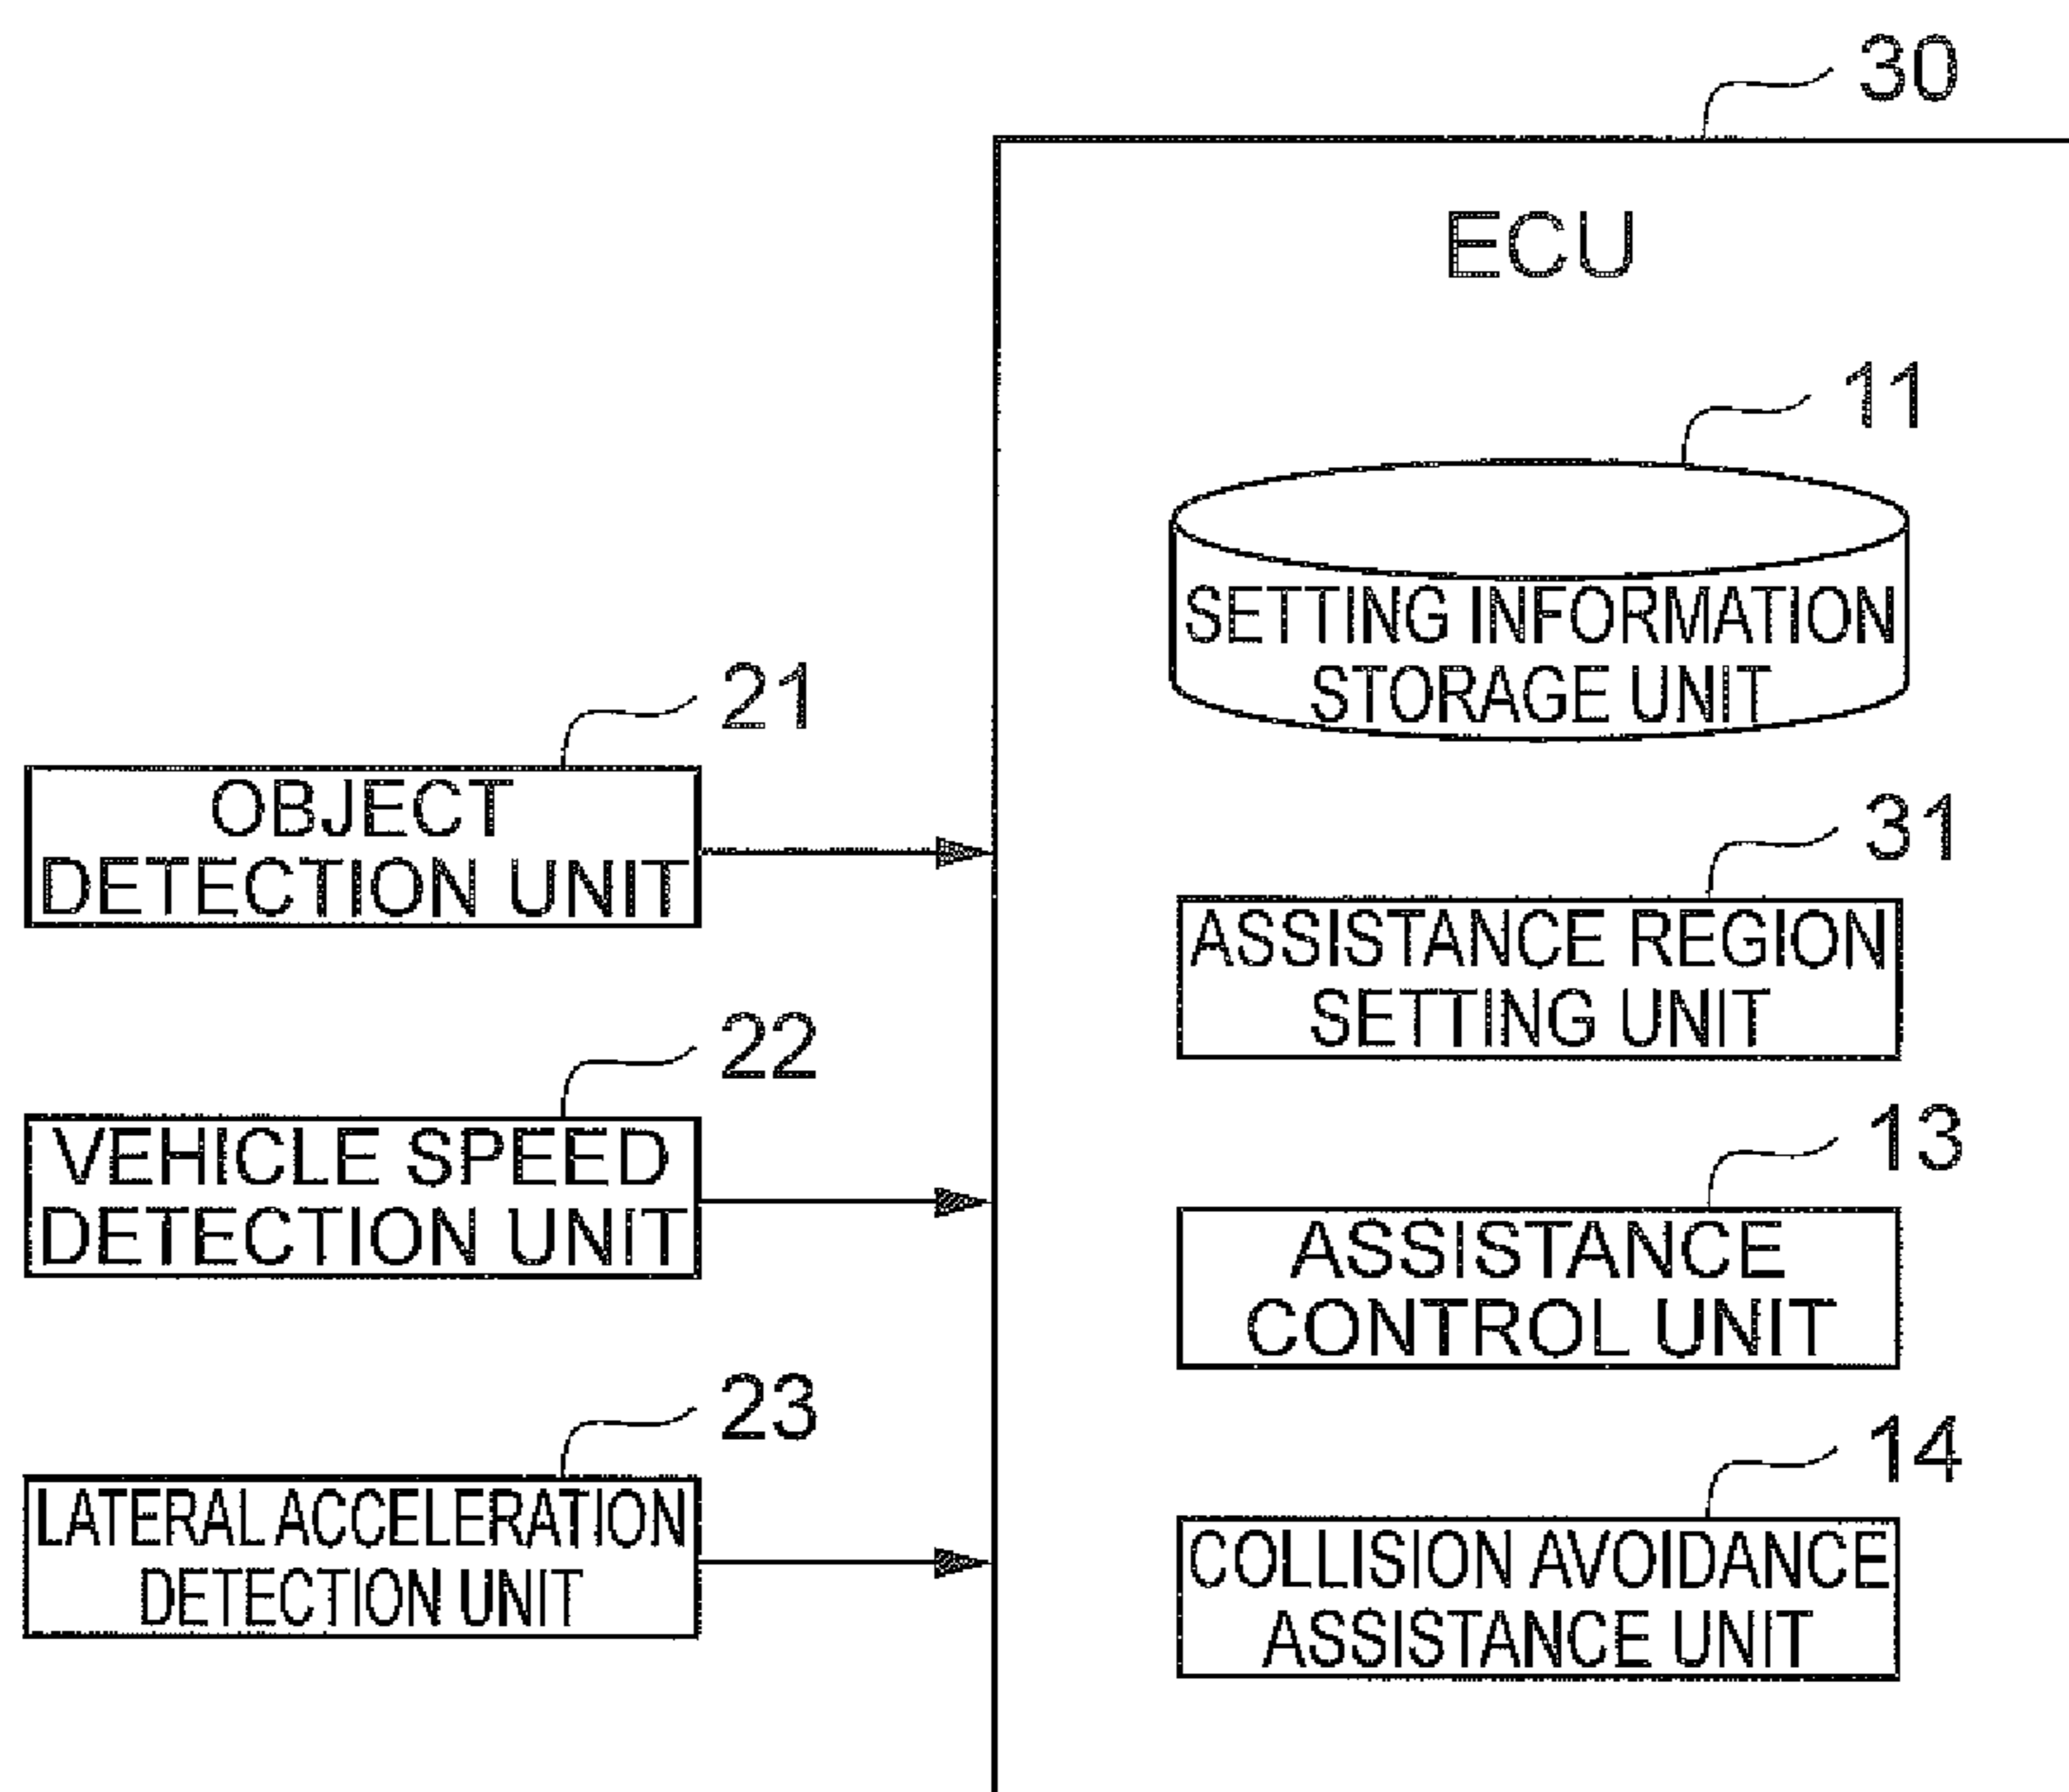 30
ECU
11
SETTING INFORMATION
STORAGE UNIT
21
OBJECT
DETECTION UNIT
31
ASSISTANCE REGION
SETTING UNIT
22
VEHICLE SPEED
DETECTION UNIT
13
ASSISTANCE
CONTROL UNIT
23
LATERAL ACCELERATION
DETECTION UNIT
14
COLLISION AVOIDANCE
ASSISTANCE UNIT